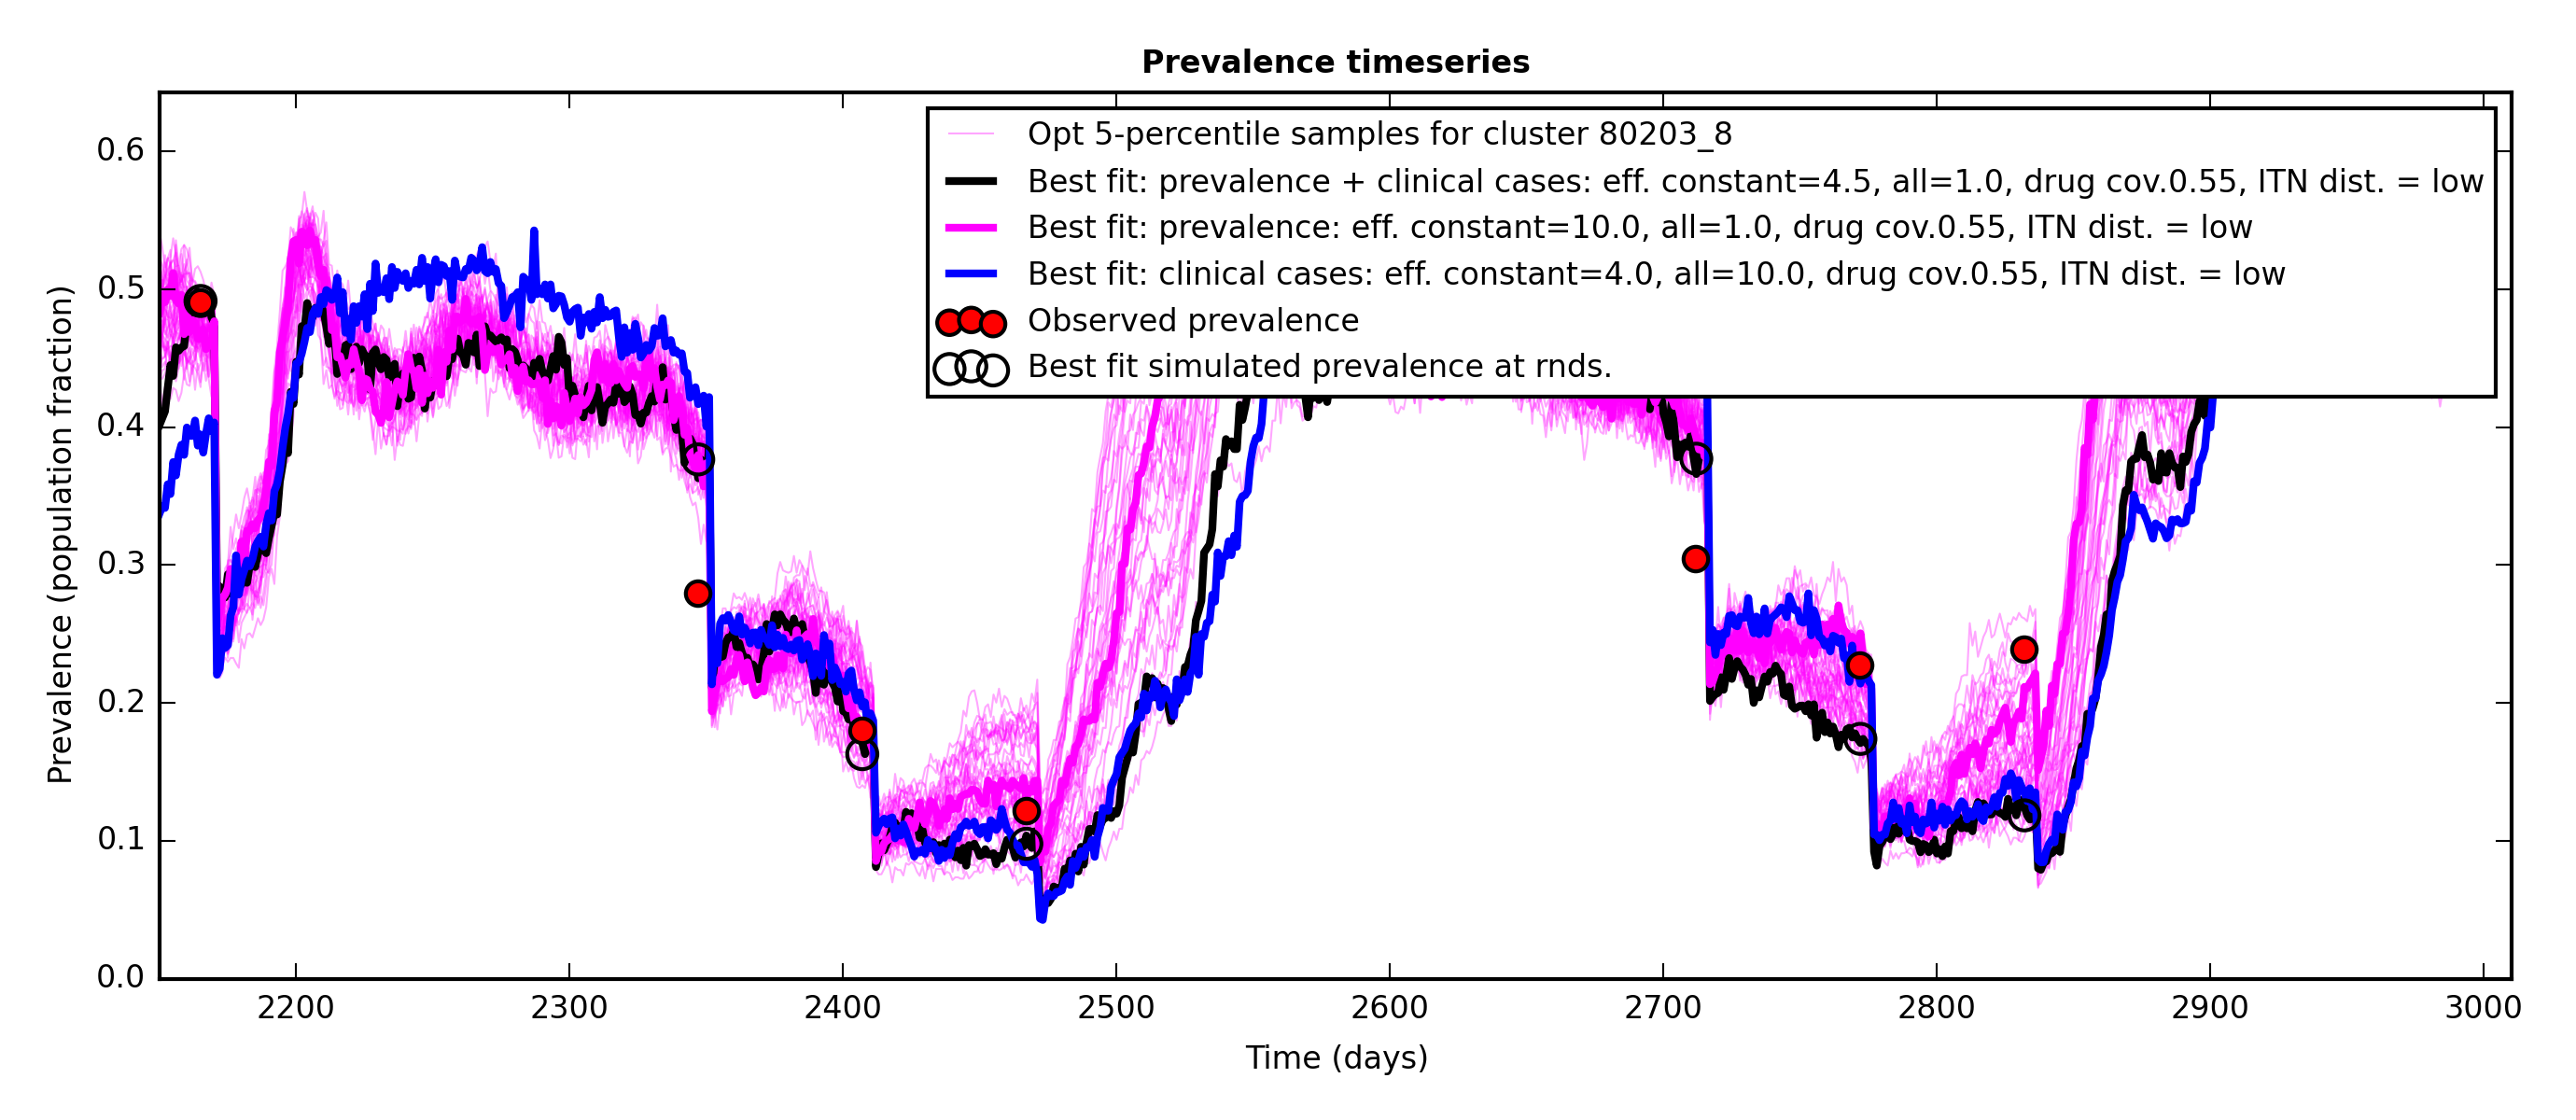 Prevalence timeseries
Opt 5-percentile samples for cluster 80203_8
Best fit: prevalence + clinical cases: eff. constant=4.5, all=1.0, drug cov.0.55, ITN dist. = low
Best fit: prevalence: eff. constant=10.0, all=1.0, drug cov.0.55, ITN dist. = low
Best fit: clinical cases: eff. constant=4.0, all=10.0, drug cov.0.55, ITN dist. = low
Observed prevalence
Best fit simulated prevalence at rnds.
Prevalence (population fraction)
0.6
0.5
0.4
0.3
0.2
0.1
0.0
2200 2300 2400 2500 2600 2700 2800 2900 3000
Time (days)